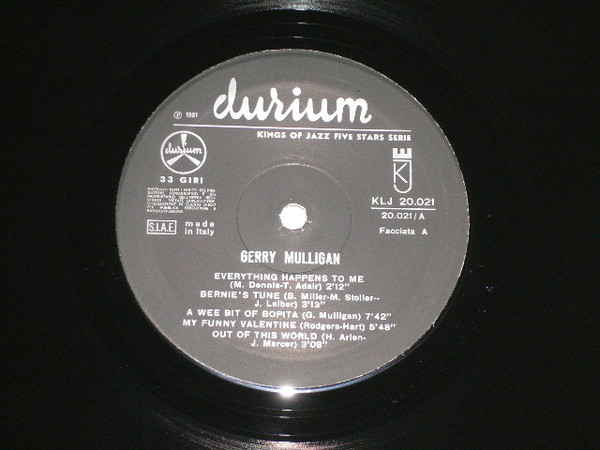 durium
℗ 1981
KINGS OF JAZZ FIVE STARS SERIE
durium
33 GIRI
KLJ 20.021
20.021/A
S.I.A.E. made in Italy
Facciata A
GERRY MULLIGAN
EVERYTHING HAPPENS TO ME
(M. Dennis-T. Adair) 2'12"
BERNIE'S TUNE (B. Miller-M. Stoller-
J. Leiber) 3'13"
A WEE BIT OF BOPITA (G. Mulligan) 7'42"
MY FUNNY VALENTINE (Rodgers-Hart) 5'48"
OUT OF THIS WORLD (H. Arlen-
J. Mercer) 3'08"